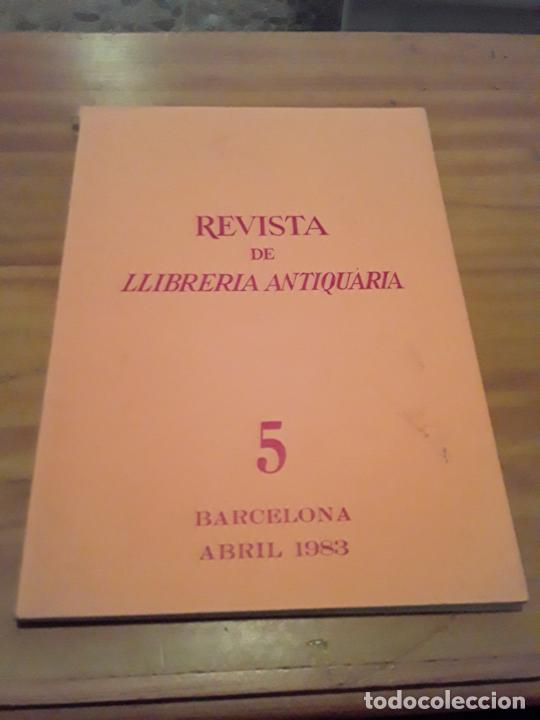 REVISTA
DE
LLIBRERIA ANTIQUÀRIA
5
BARCELONA
ABRIL 1983
todocoleccion